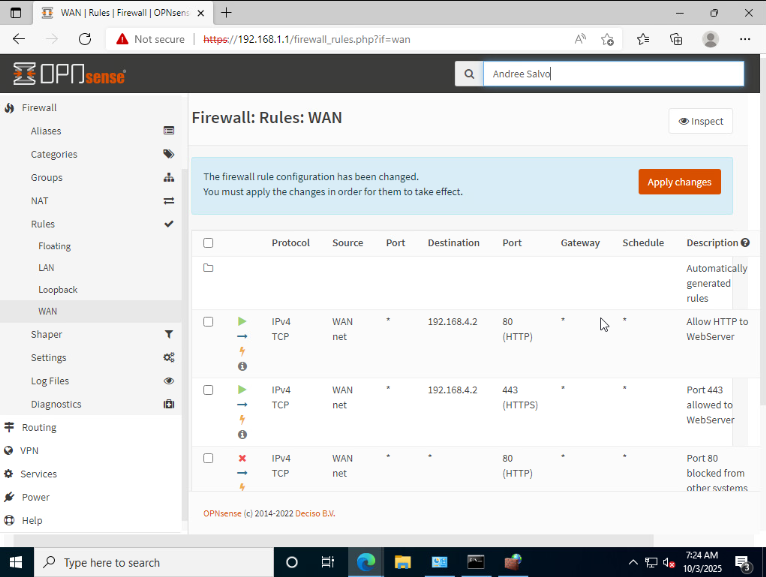 WAN | Rules | Firewall | OPNsens
Not secure
https://192.168.1.1/firewall_rules.php?if=wan
OPNsense
Andree Salvo
Firewall
Aliases
Categories
Groups
NAT
Rules
Floating
LAN
Loopback
WAN
Shaper
Settings
Log Files
Diagnostics
Routing
VPN
Services
Power
Help
Firewall: Rules: WAN
Inspect
The firewall rule configuration has been changed.
You must apply the changes in order for them to take effect.
Apply changes
Protocol Source Port Destination Port Gateway Schedule Description
Automatically
generated
rules
IPv4 WAN * 192.168.4.2 80 * * Allow HTTP to
TCP net (HTTP) WebServer
IPv4 WAN * 192.168.4.2 443 * * Port 443
TCP net (HTTPS) allowed to
WebServer
IPv4 WAN * * 80 * * Port 80
TCP net (HTTP) blocked from
other systems
OPNsense (c) 2014-2022 Deciso B.V.
Type here to search
7:24 AM
10/3/2025
3